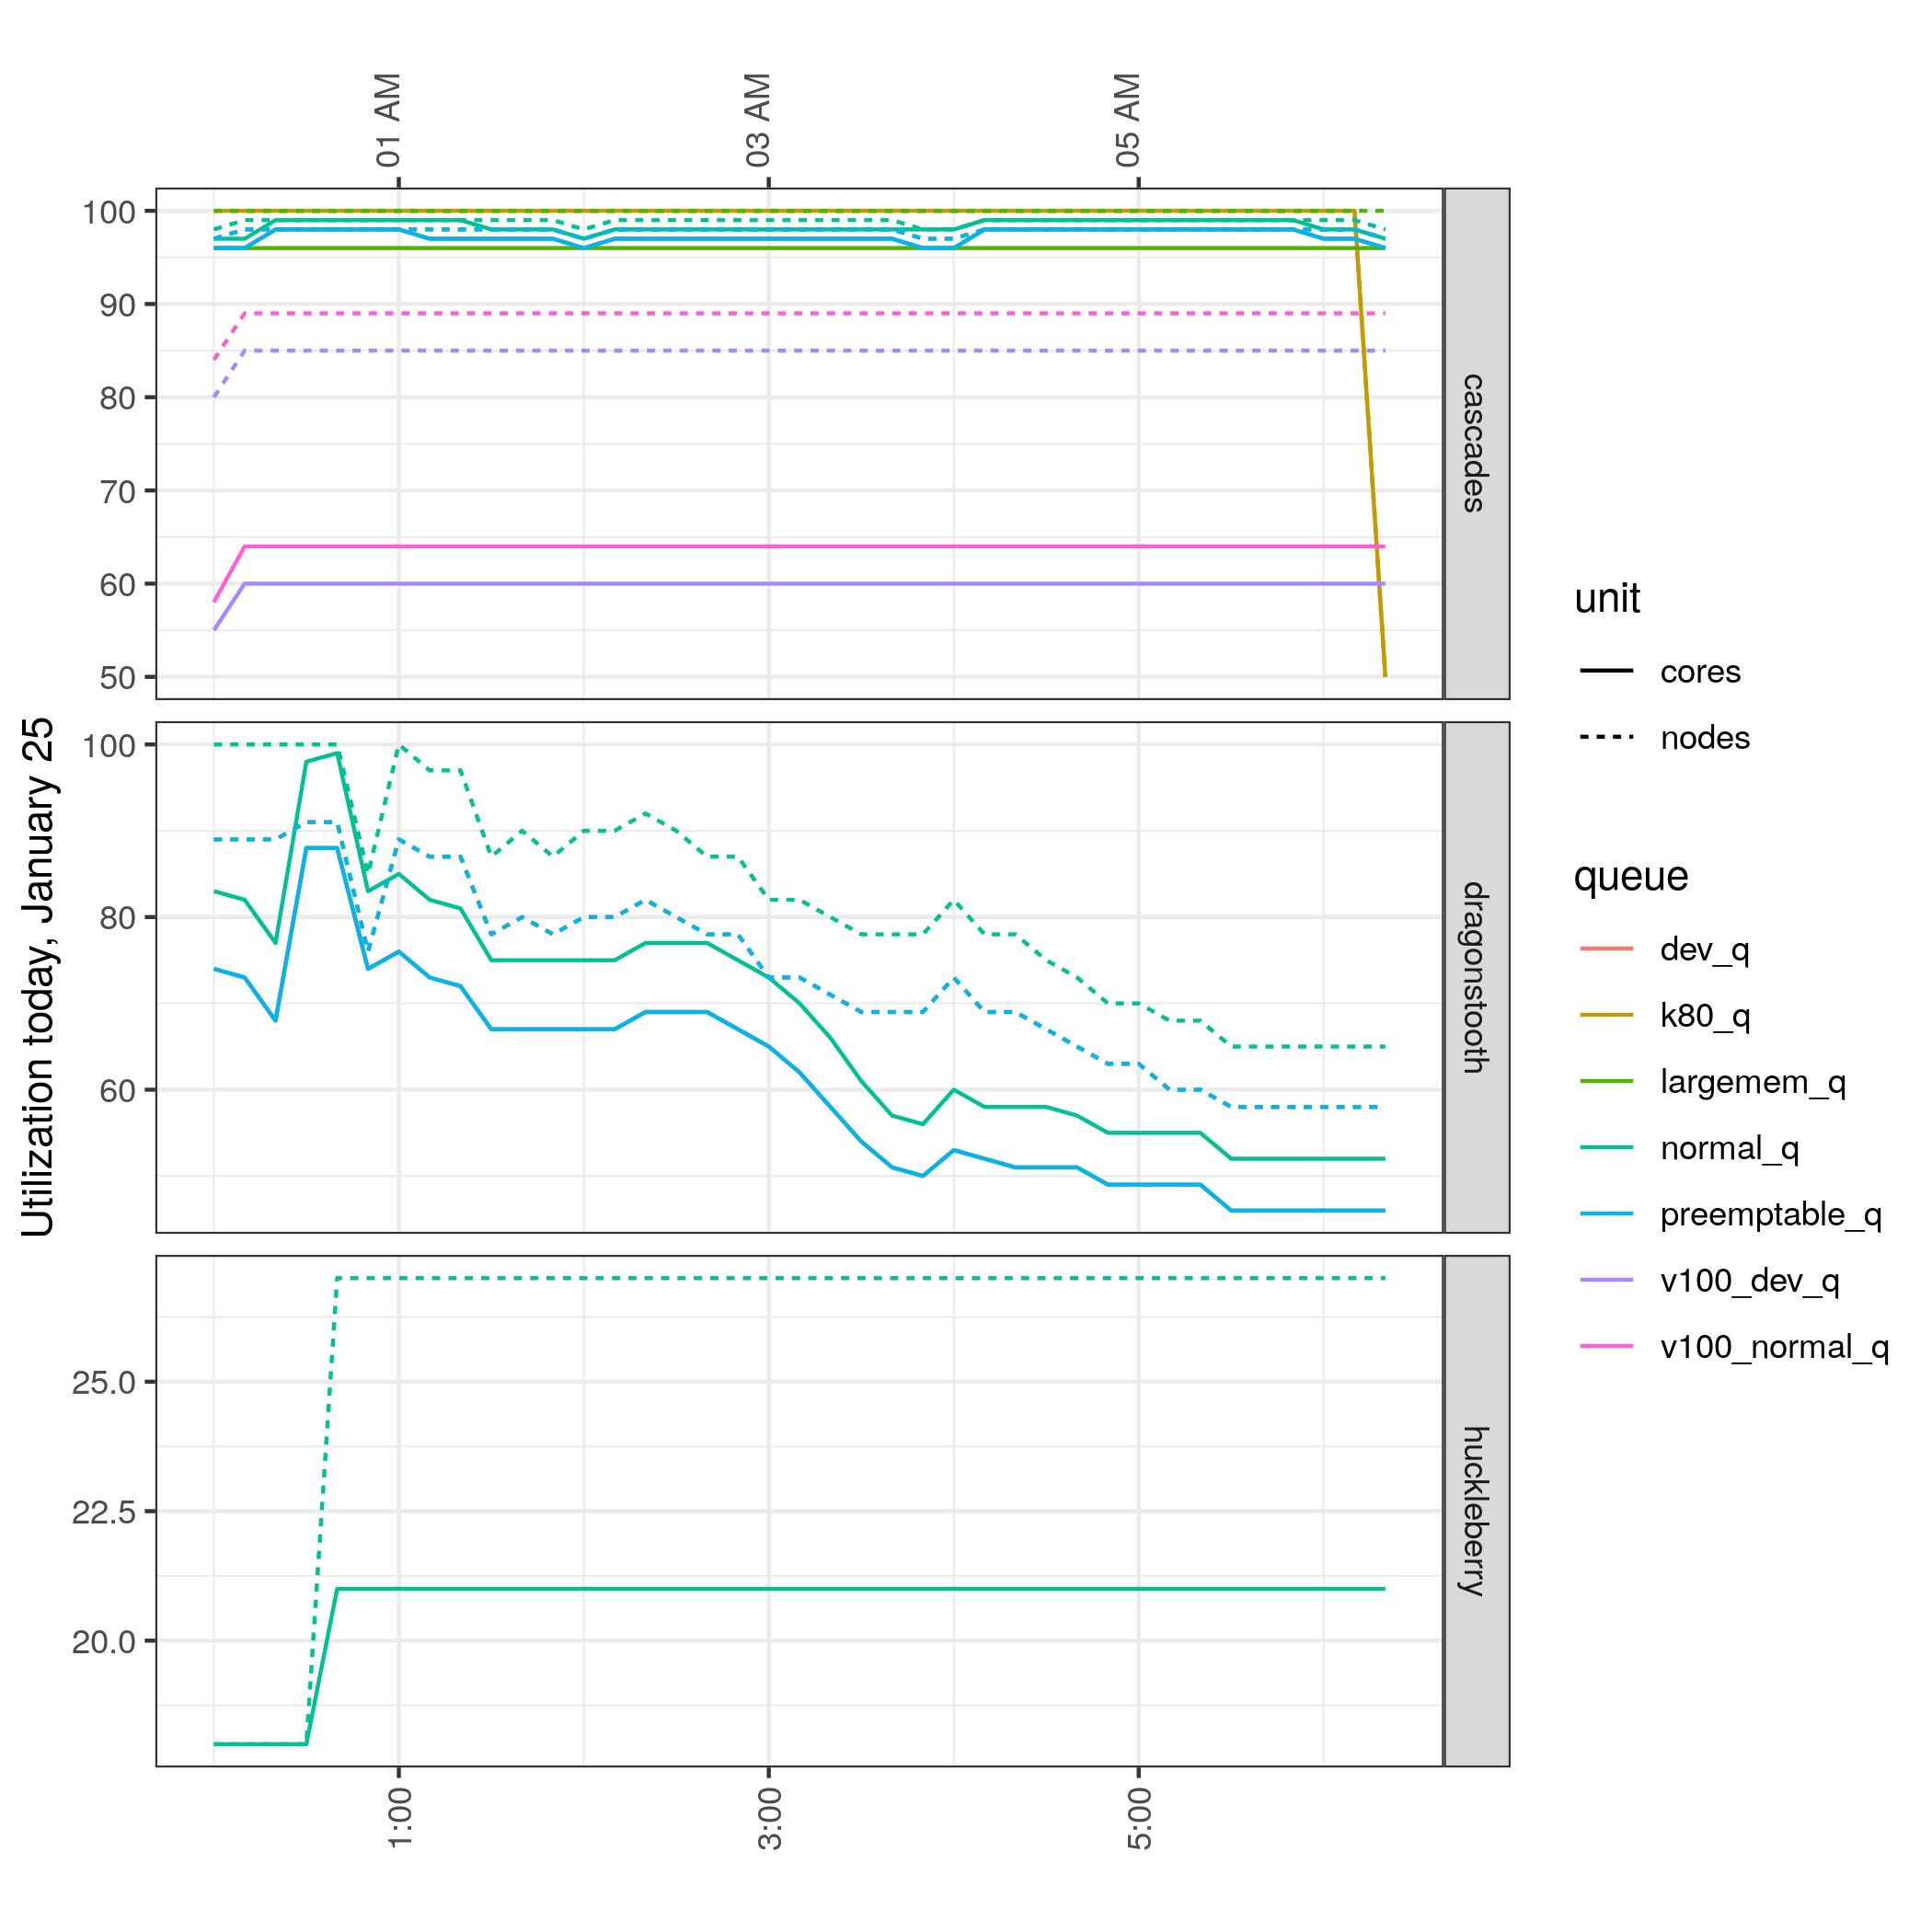 01 AM
03 AM
05 AM
100
90
80
70
60
50
cascades
Utilization today, January 25
100
80
60
dragonstooth
25.0
22.5
20.0
huckleberry
1:00
3:00
5:00
unit
cores
nodes
queue
dev_q
k80_q
largemem_q
normal_q
preemptable_q
v100_dev_q
v100_normal_q